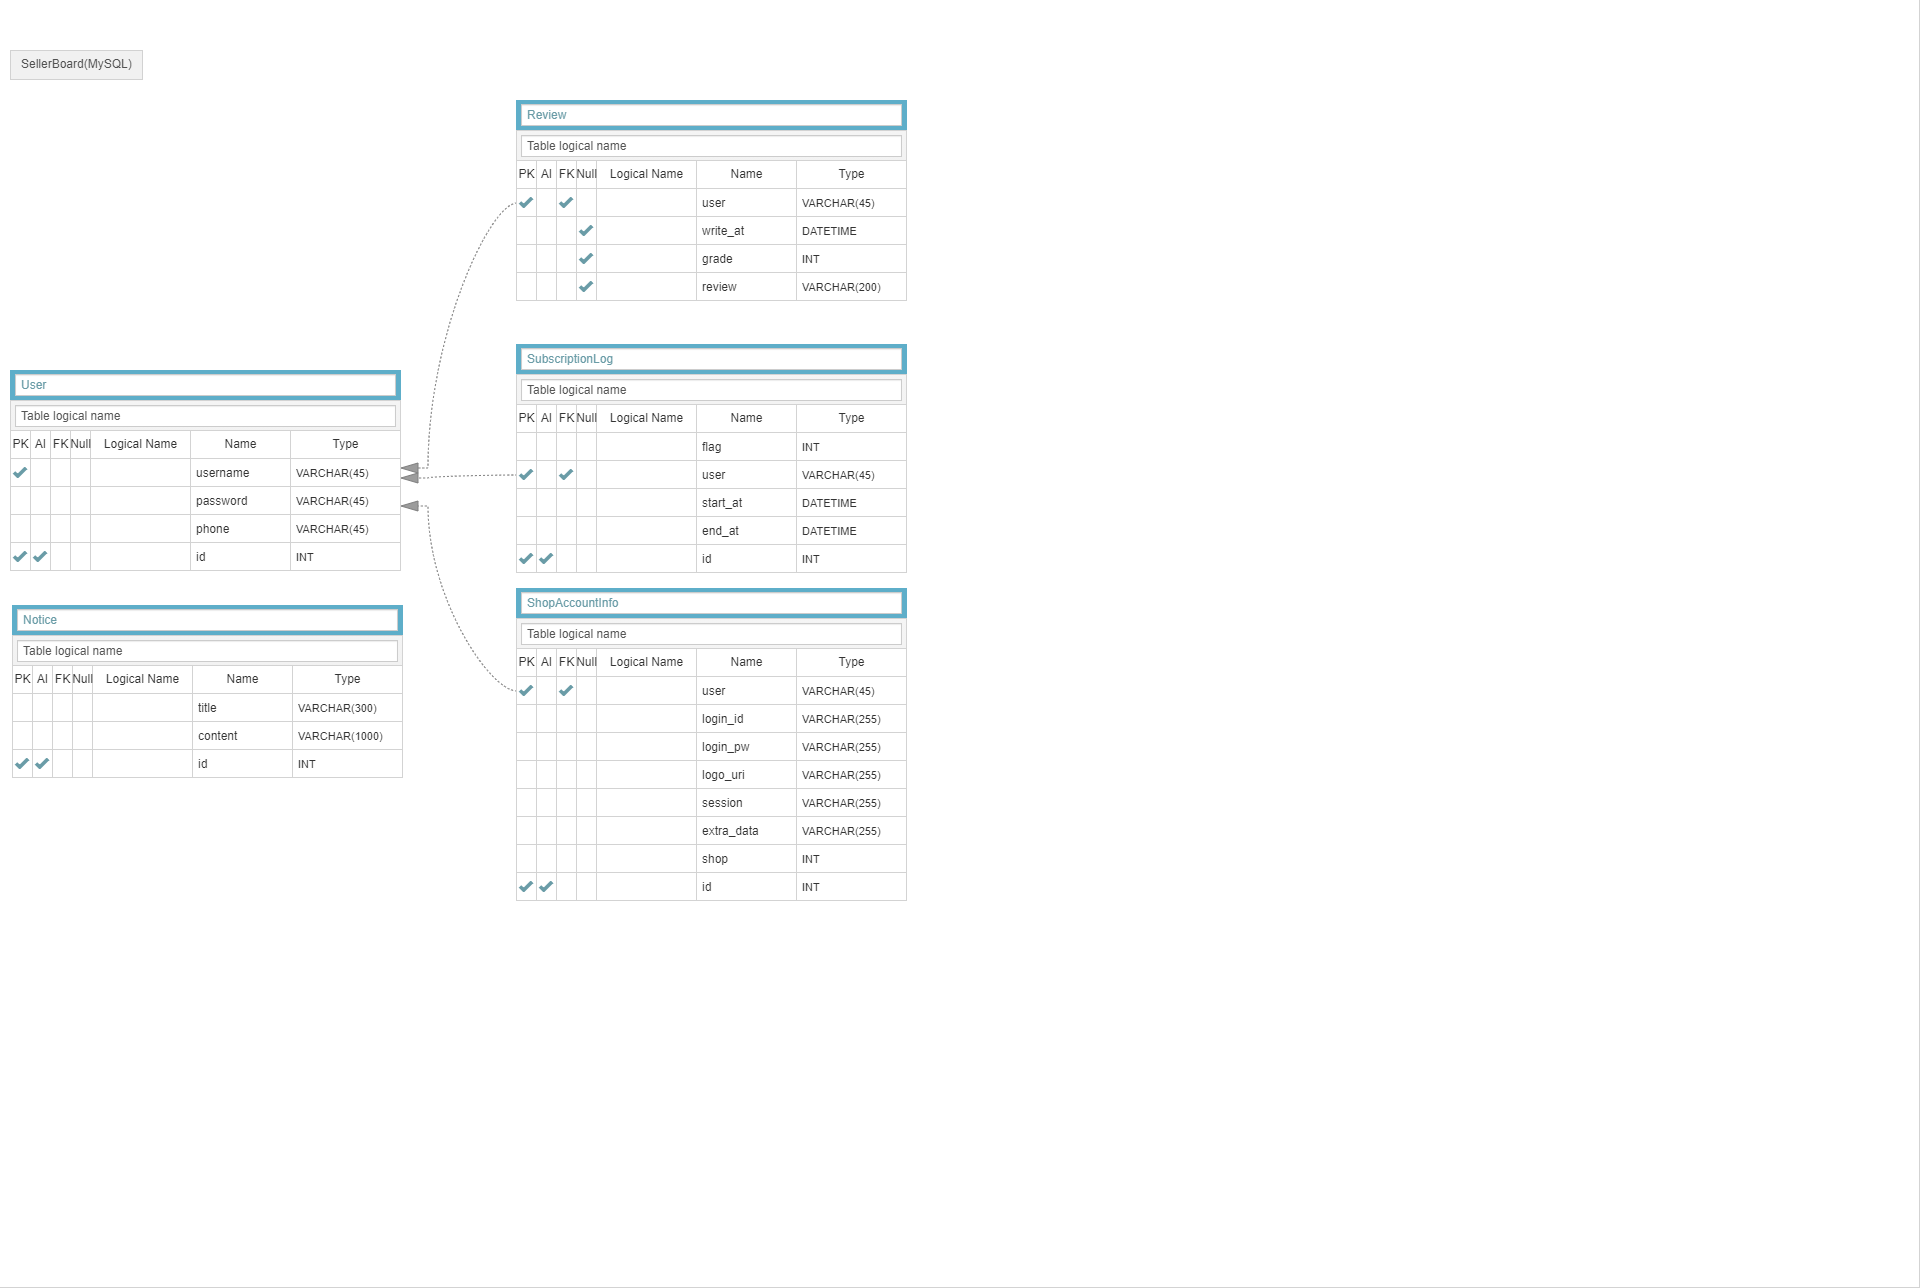 SellerBoard(MySQL)
Review
Table logical name
PK AI FK Null Logical Name Name Type
user VARCHAR(45)
write_at DATETIME
grade INT
review VARCHAR(200)
SubscriptionLog
Table logical name
PK AI FK Null Logical Name Name Type
flag INT
user VARCHAR(45)
start_at DATETIME
end_at DATETIME
id INT
User
Table logical name
PK AI FK Null Logical Name Name Type
username VARCHAR(45)
password VARCHAR(45)
phone VARCHAR(45)
id INT
Notice
Table logical name
PK AI FK Null Logical Name Name Type
title VARCHAR(300)
content VARCHAR(1000)
id INT
ShopAccountInfo
Table logical name
PK AI FK Null Logical Name Name Type
user VARCHAR(45)
login_id VARCHAR(255)
login_pw VARCHAR(255)
logo_uri VARCHAR(255)
session VARCHAR(255)
extra_data VARCHAR(255)
shop INT
id INT